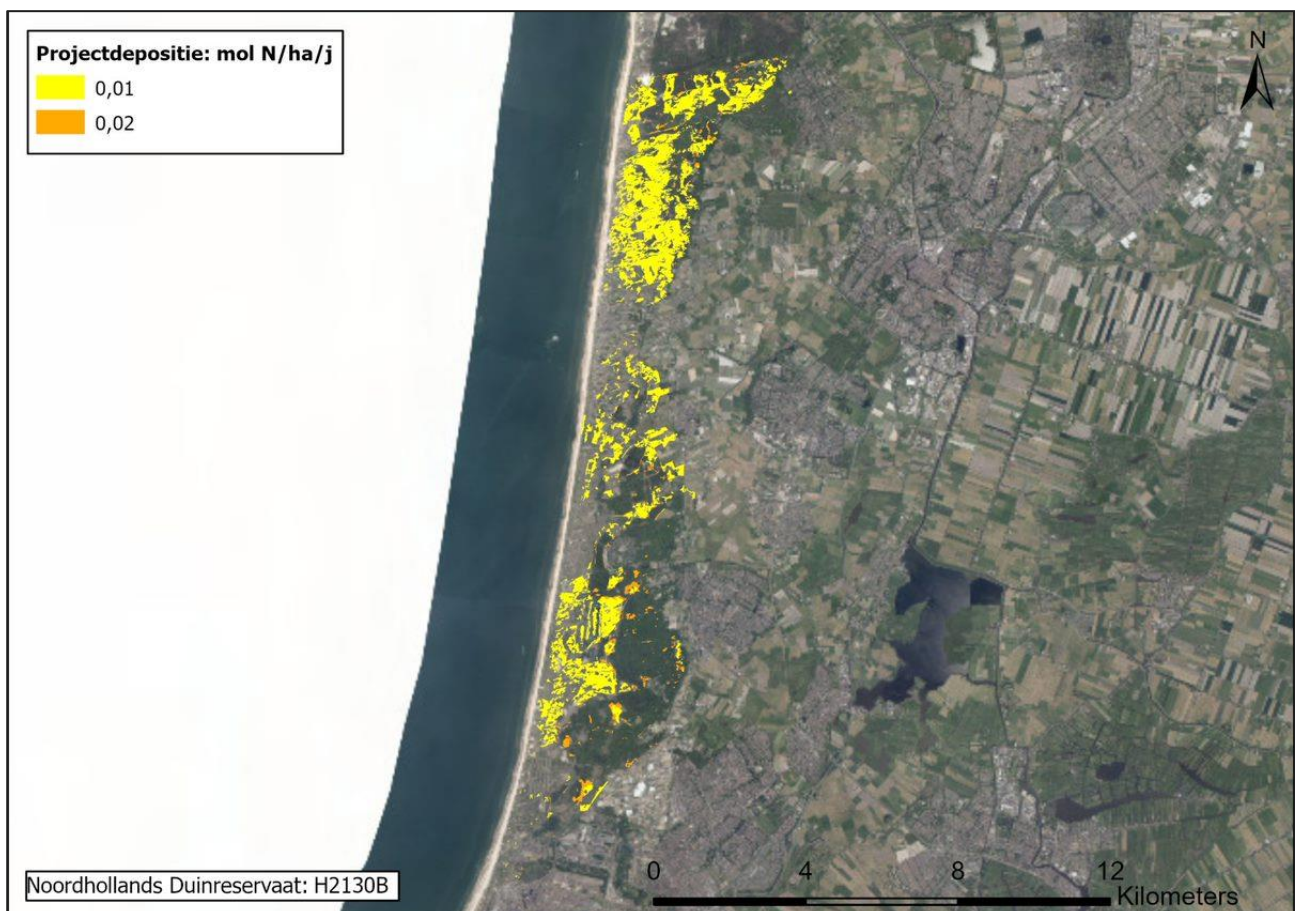 Projectdepositie: mol N/ha/j
0,01
0,02
N
0 4 8 12
Kilometers
Noordhollands Duinreservaat: H2130B